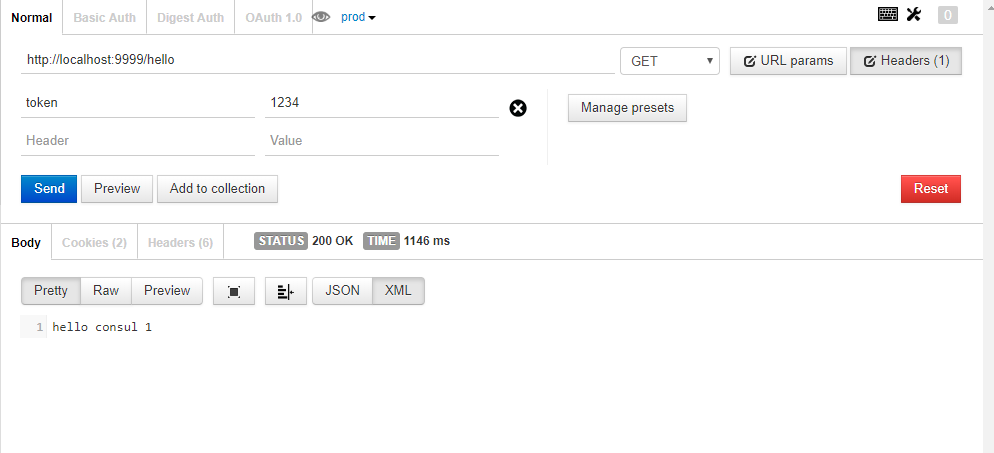 Normal Basic Auth Digest Auth OAuth 1.0 prod 0
http://localhost:9999/hello GET URL params Headers (1)
token 1234 Manage presets
Header Value
Send Preview Add to collection Reset
Body Cookies (2) Headers (6) STATUS 200 OK TIME 1146 ms
Pretty Raw Preview JSON XML
1 hello consul 1